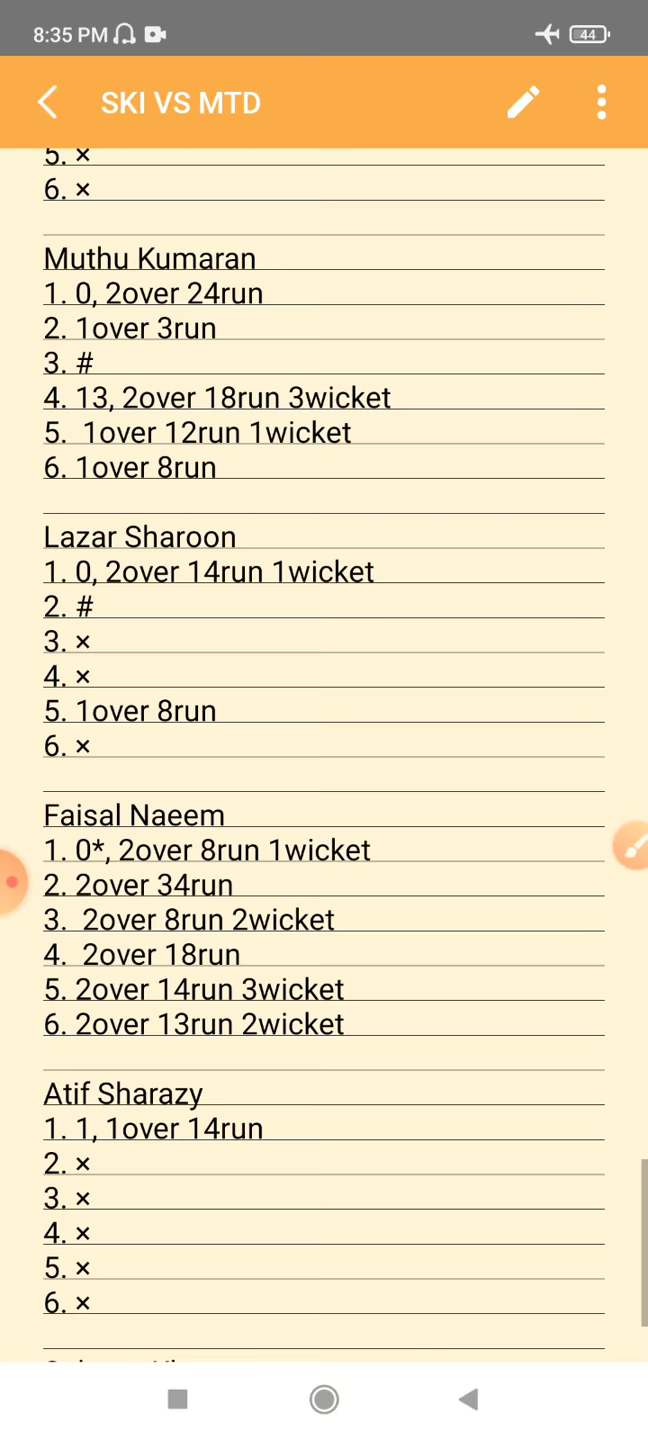 8:35 PM
44
SKI VS MTD
5. ×
6. ×
Muthu Kumaran
1. 0, 2over 24run
2. 1over 3run
3. #
4. 13, 2over 18run 3wicket
5.  1over 12run 1wicket
6. 1over 8run
Lazar Sharoon
1. 0, 2over 14run 1wicket
2. #
3. ×
4. ×
5. 1over 8run
6. ×
Faisal Naeem
1. 0*, 2over 8run 1wicket
2. 2over 34run
3.  2over 8run 2wicket
4.  2over 18run
5. 2over 14run 3wicket
6. 2over 13run 2wicket
Atif Sharazy
1. 1, 1over 14run
2. ×
3. ×
4. ×
5. ×
6. ×